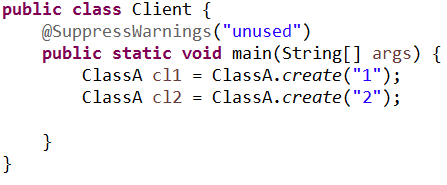 public class Client {
@SuppressWarnings("unused")
public static void main(String[] args) {
ClassA cl1 = ClassA.create("1");
ClassA cl2 = ClassA.create("2");
}
}